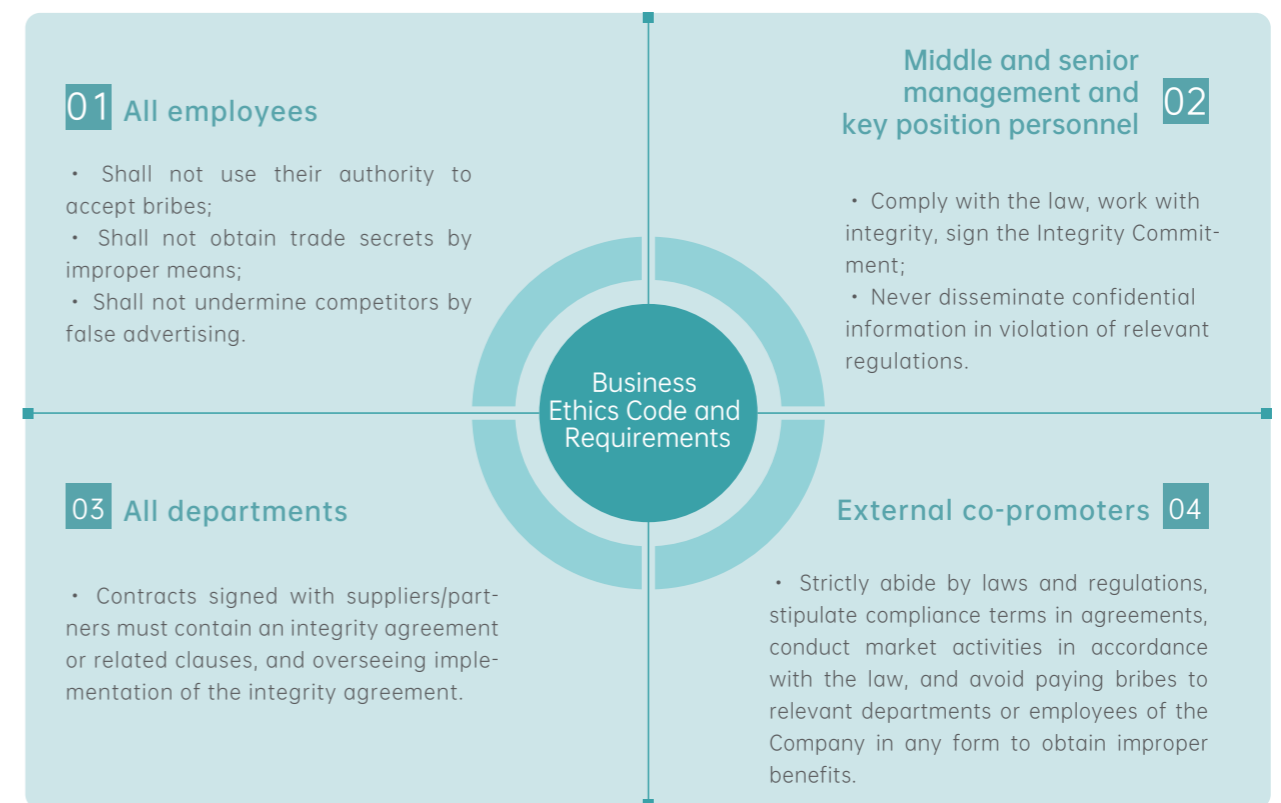 01 All employees
· Shall not use their authority to
accept bribes;
· Shall not obtain trade secrets by
improper means;
· Shall not undermine competitors by
false advertising.
Middle and senior
management and
key position personnel
02
· Comply with the law, work with
integrity, sign the Integrity Commit-
ment;
· Never disseminate confidential
information in violation of relevant
regulations.
Business
Ethics Code and
Requirements
03 All departments
· Contracts signed with suppliers/part-
ners must contain an integrity agreement
or related clauses, and overseeing imple-
mentation of the integrity agreement.
External co-promoters 04
· Strictly abide by laws and regulations,
stipulate compliance terms in agreements,
conduct market activities in accordance
with the law, and avoid paying bribes to
relevant departments or employees of the
Company in any form to obtain improper
benefits.